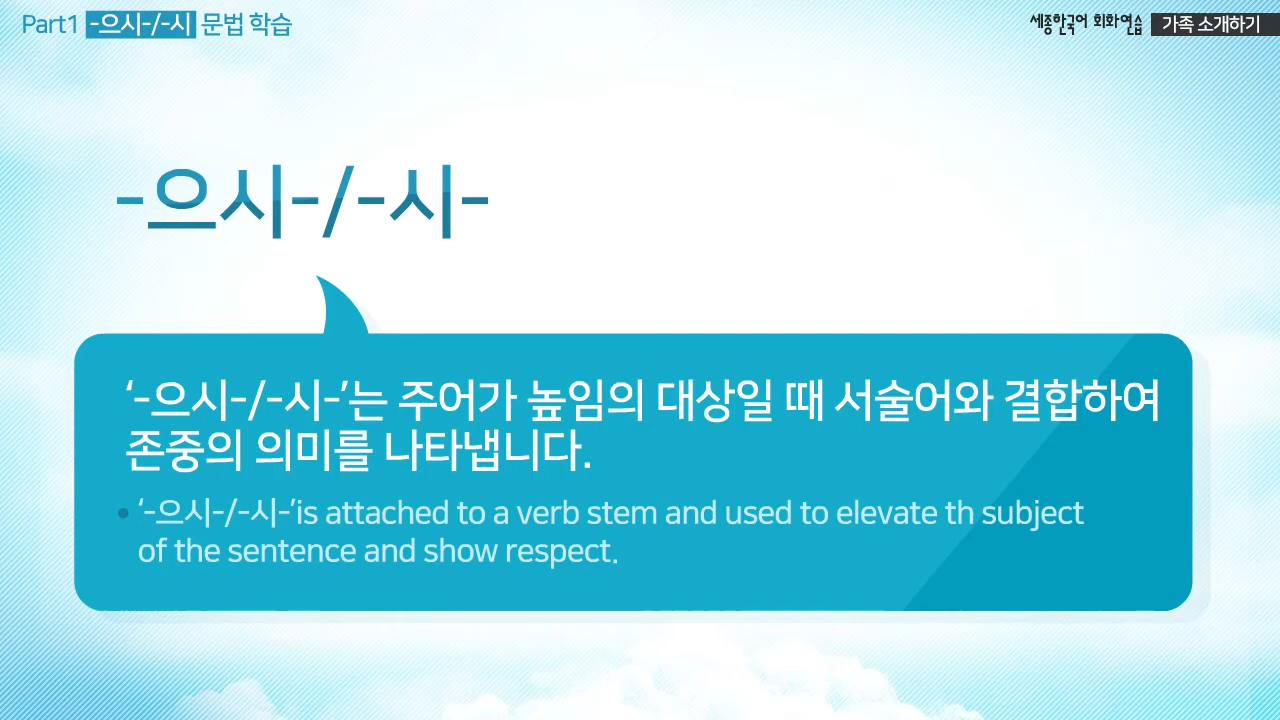 Part1 -으시-/-시 문법 학습
세종한국어 회화연습 가족 소개하기
-으시-/-시-
‘-으시-/-시-’는 주어가 높임의 대상일 때 서술어와 결합하여
존중의 의미를 나타냅니다.
• ‘-으시-/-시-’is attached to a verb stem and used to elevate th subject
of the sentence and show respect.